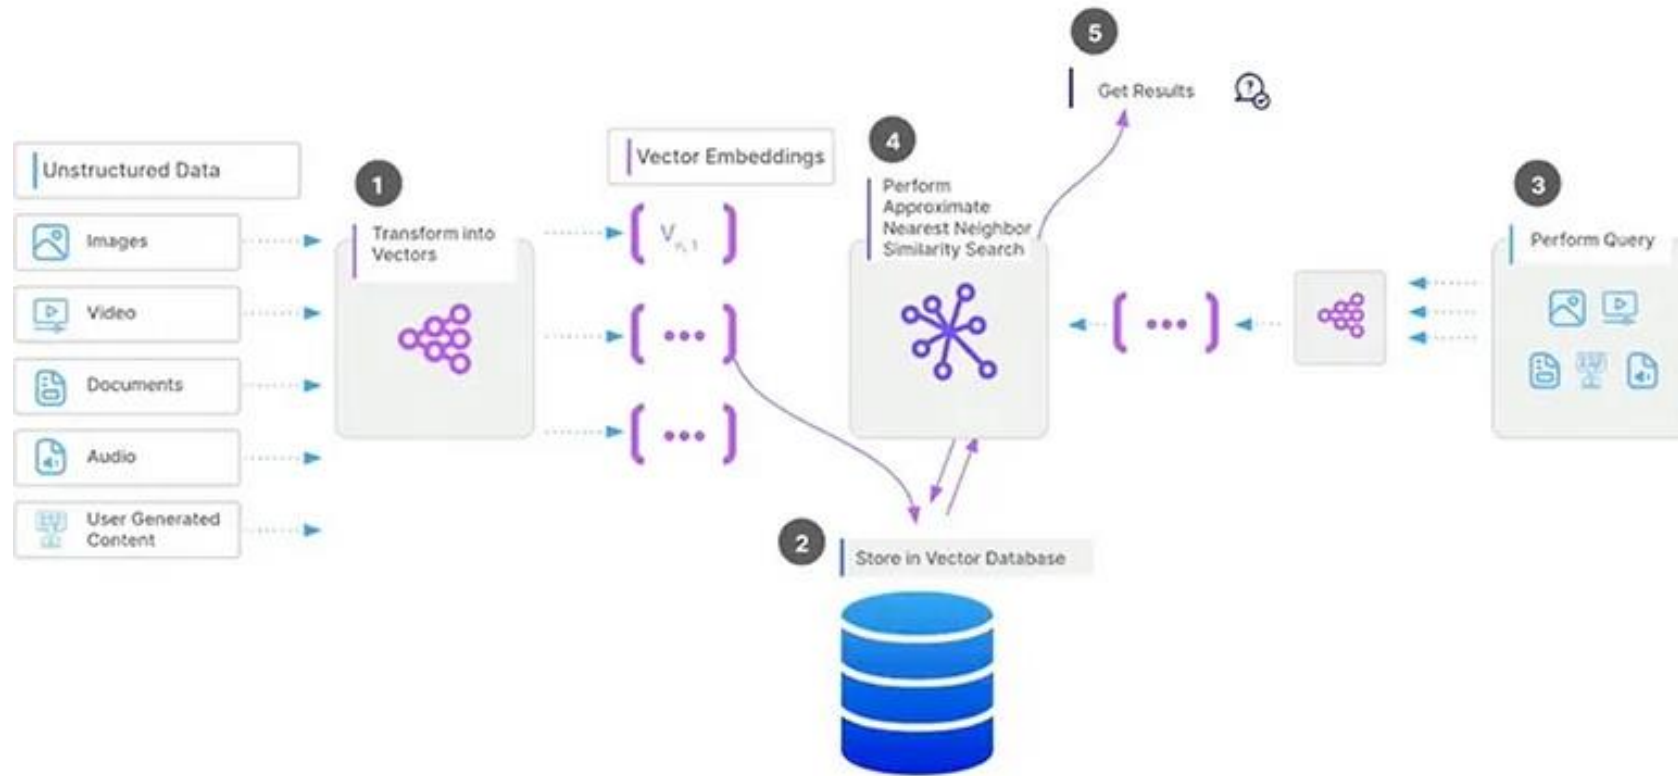 Unstructured Data
Images
Video
Documents
Audio
User Generated
Content
1
Transform into
Vectors
Vector Embeddings
V n, 1
2
Store in Vector Database
3
Perform Query
4
Perform
Approximate
Nearest Neighbor
Similarity Search
5
Get Results